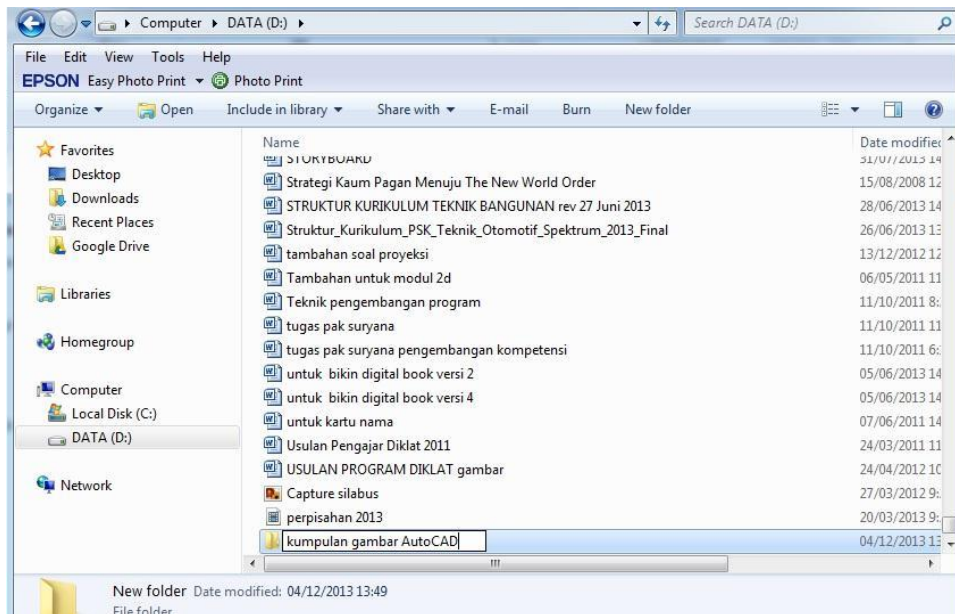 Computer ▸ DATA (D:) ▸ Search DATA (D:)
File Edit View Tools Help
EPSON Easy Photo Print Photo Print
Organize Open Include in library Share with E-mail Burn New folder
Favorites
Desktop
Downloads
Recent Places
Google Drive
Libraries
Homegroup
Computer
Local Disk (C:)
DATA (D:)
Network
Name Date modified
STORYBOARD 31/07/2013 14
Strategi Kaum Pagan Menuju The New World Order 15/08/2008 12
STRUKTUR KURIKULUM TEKNIK BANGUNAN rev 27 Juni 2013 28/06/2013 14
Struktur_Kurikulum_PSK_Teknik_Otomotif_Spektrum_2013_Final 26/06/2013 13
tambahan soal proyeksi 13/12/2012 12
Tambahan untuk modul 2d 06/05/2011 11
Teknik pengembangan program 11/10/2011 8:
tugas pak suryana 11/10/2011 11
tugas pak suryana pengembangan kompetensi 11/10/2011 6:
untuk bikin digital book versi 2 05/06/2013 14
untuk bikin digital book versi 4 05/06/2013 14
untuk kartu nama 07/06/2011 14
Usulan Pengajar Diklat 2011 24/03/2011 11
USULAN PROGRAM DIKLAT gambar 24/04/2012 10
Capture silabus 27/03/2012 9:
perpisahan 2013 20/03/2013 9:
kumpulan gambar AutoCAD 04/12/2013 13
New folder Date modified: 04/12/2013 13:49
File folder